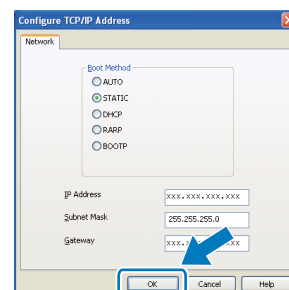 Configure TCP/IP Address
Network
Boot Method
AUTO
STATIC
DHCP
RARP
BOOTP
IP Address xxx.xxx.xxx.xxx
Subnet Mask 255.255.255.0
Gateway
OK Cancel Help